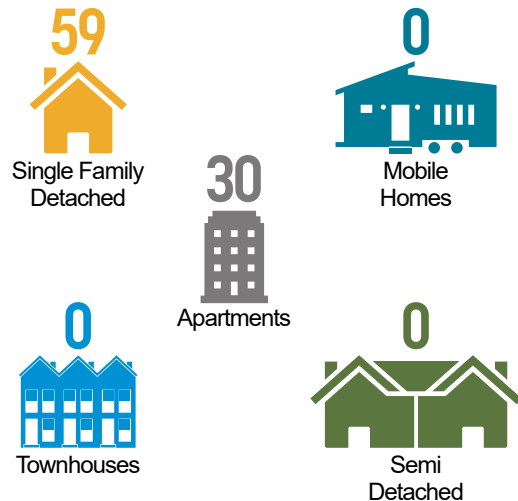 59
Single Family
Detached
0
Mobile
Homes
30
Apartments
0
Townhouses
0
Semi
Detached